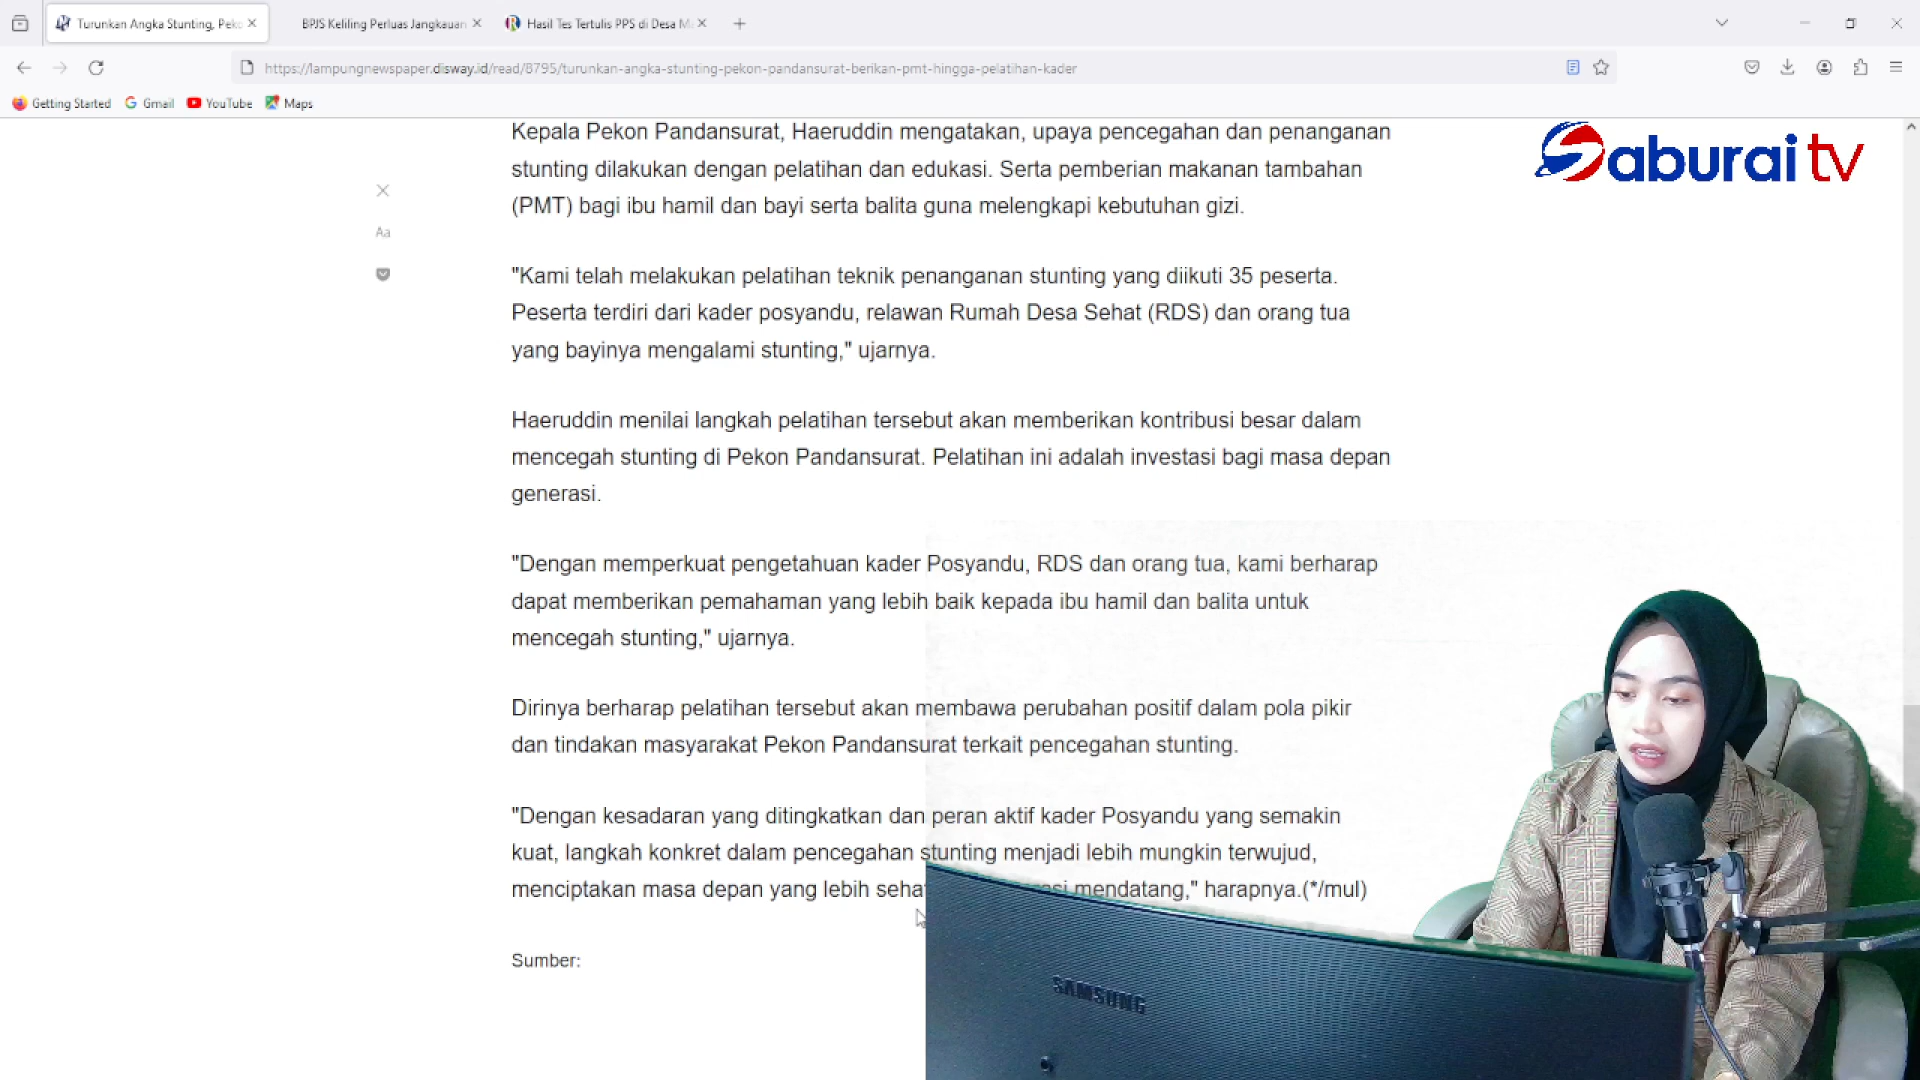 Turunkan Angka Stunting, Peko
BPJS Keliling Perluas Jangkauan
Hasil Tes Tertulis PPS di Desa M
https://lampungnewspaper.disway.id/read/8795/turunkan-angka-stunting-pekon-pandansurat-berikan-pmt-hingga-pelatihan-kader
Getting Started
Gmail
YouTube
Maps
Saburai tv
Kepala Pekon Pandansurat, Haeruddin mengatakan, upaya pencegahan dan penanganan
stunting dilakukan dengan pelatihan dan edukasi. Serta pemberian makanan tambahan
(PMT) bagi ibu hamil dan bayi serta balita guna melengkapi kebutuhan gizi.
Aa
"Kami telah melakukan pelatihan teknik penanganan stunting yang diikuti 35 peserta.
Peserta terdiri dari kader posyandu, relawan Rumah Desa Sehat (RDS) dan orang tua
yang bayinya mengalami stunting," ujarnya.
Haeruddin menilai langkah pelatihan tersebut akan memberikan kontribusi besar dalam
mencegah stunting di Pekon Pandansurat. Pelatihan ini adalah investasi bagi masa depan
generasi.
"Dengan memperkuat pengetahuan kader Posyandu, RDS dan orang tua, kami berharap
dapat memberikan pemahaman yang lebih baik kepada ibu hamil dan balita untuk
mencegah stunting," ujarnya.
Dirinya berharap pelatihan tersebut akan membawa perubahan positif dalam pola pikir
dan tindakan masyarakat Pekon Pandansurat terkait pencegahan stunting.
"Dengan kesadaran yang ditingkatkan dan peran aktif kader Posyandu yang semakin
kuat, langkah konkret dalam pencegahan stunting menjadi lebih mungkin terwujud,
menciptakan masa depan yang lebih mendatang," harapnya.(*/mul)
Sumber:
SAMSUNG